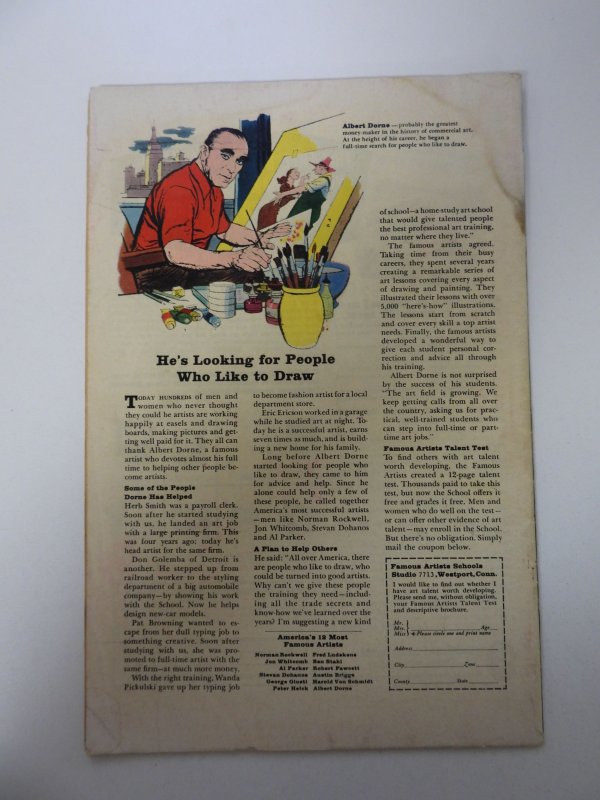 Albert Dorne — probably the greatest
money-maker in the history of commercial art.
At the height of his career, he began a
full-time search for people who like to draw.
He's Looking for People
Who Like to Draw
TODAY HUNDREDS of men and
women who never thought
they could be artists are working
happily at easels and drawing
boards, making pictures and get-
ting well paid for it. They all can
thank Albert Dorne, a famous
artist who devotes almost his full
time to helping other people be-
come artists.
Some of the People
Dorne Has Helped
Herb Smith was a payroll clerk.
Soon after he started studying
with us, he landed an art job
with a large printing firm. This
was four years ago: today he's
head artist for the same firm.
Don Golemba of Detroit is
another. He stepped up from
railroad worker to the styling
department of a big automobile
company—by showing his work
with the School. Now he helps
design new-car models.
Pat Browning wanted to es-
cape from her dull typing job to
something creative. Soon after
studying with us, she was pro-
moted to full-time artist with the
same firm—at much more money.
With the right training, Wanda
Pickulski gave up her typing job
to become fashion artist for a local
department store.
Eric Ericson worked in a garage
while he studied art at night. To-
day he is a successful artist, earns
seven times as much, and is build-
ing a new home for his family.
Long before Albert Dorne
started looking for people who
like to draw, they came to him
for advice and help. Since he
alone could help only a few of
these people, he called together
America's most successful artists
—men like Norman Rockwell,
Jon Whitcomb, Stevan Dohanos
and Al Parker.
A Plan to Help Others
He said: "All over America, there
are people who like to draw, who
could be turned into good artists.
Why can't we give these people
the training they need—includ-
ing all the trade secrets and
know-how we've learned over the
years? I'm suggesting a new kind
America's 12 Most
Famous Artists
Norman Rockwell Fred Ludekens
Jon Whitcomb Ben Stahl
Al Parker Robert Fawcett
Stevan Dohanos Austin Briggs
George Giusti Harold Von Schmidt
Peter Helck Albert Dorne
of school—a home-study art school
that would give talented people
the best professional art training,
no matter where they live."
The famous artists agreed.
Taking time from their busy
careers, they spent several years
creating a remarkable series of
art lessons covering every aspect
of drawing and painting. They
illustrated their lessons with over
5,000 "here's-how" illustrations.
The lessons start from scratch
and cover every skill a top artist
needs. Finally, the famous artists
developed a wonderful way to
give each student personal cor-
rection and advice all through
his training.
Albert Dorne is not surprised
by the success of his students.
"The art field is growing. We
keep getting calls from all over
the country, asking us for prac-
tical, well-trained students who
can step into full-time or part-
time art jobs."
Famous Artists Talent Test
To find others with art talent
worth developing, the Famous
Artists created a 12-page talent
test. Thousands paid to take this
test, but now the School offers it
free and grades it free. Men and
women who do well on the test—
or can offer other evidence of art
talent—may enroll in the School.
But there's no obligation. Simply
mail the coupon below.
Famous Artists Schools
Studio 7113, Westport, Conn.
I would like to find out whether I
have art talent worth developing.
Please send me, without obligation,
your Famous Artists Talent Test
and descriptive brochure.
Mr.
Mrs. Age
Miss Please circle one and print name
Address
City Zone
County State